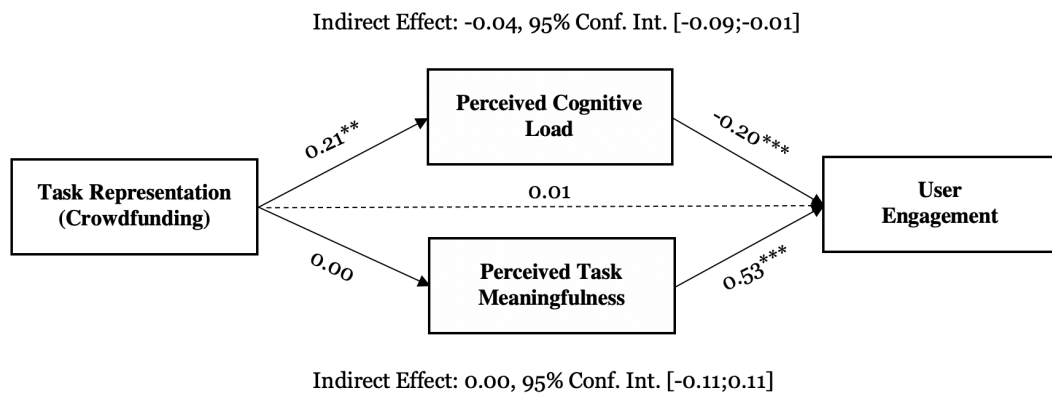 Indirect Effect: -0.04, 95% Conf. Int. [-0.09;-0.01]
Perceived Cognitive
Load
0.21**
-0.20***
Task Representation
(Crowdfunding)
0.01
User
Engagement
0.00
Perceived Task
Meaningfulness
0.53***
Indirect Effect: 0.00, 95% Conf. Int. [-0.11;0.11]